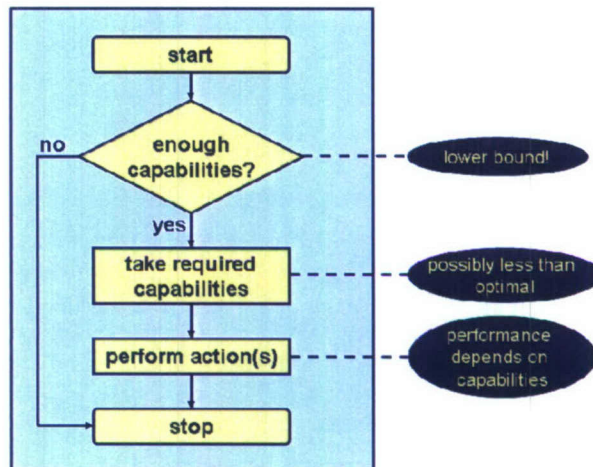 start
no
enough
capabilities?
lower bound!
yes
take required
capabilities
possibly less than
optimal
perform action(s)
performance
depends on
capabilities
stop